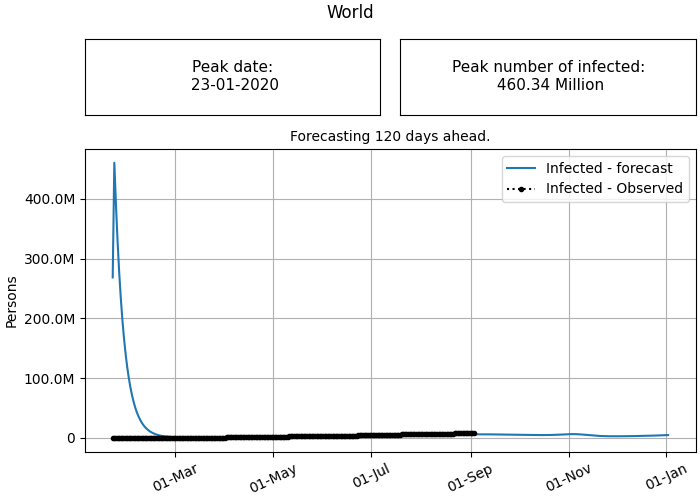 World
Peak date:
23-01-2020
Peak number of infected:
460.34 Million
Forecasting 120 days ahead.
Infected - forecast
Infected - Observed
Persons
400.0M
300.0M
200.0M
100.0M
0
01-Mar
01-May
01-Jul
01-Sep
01-Nov
01-Jan